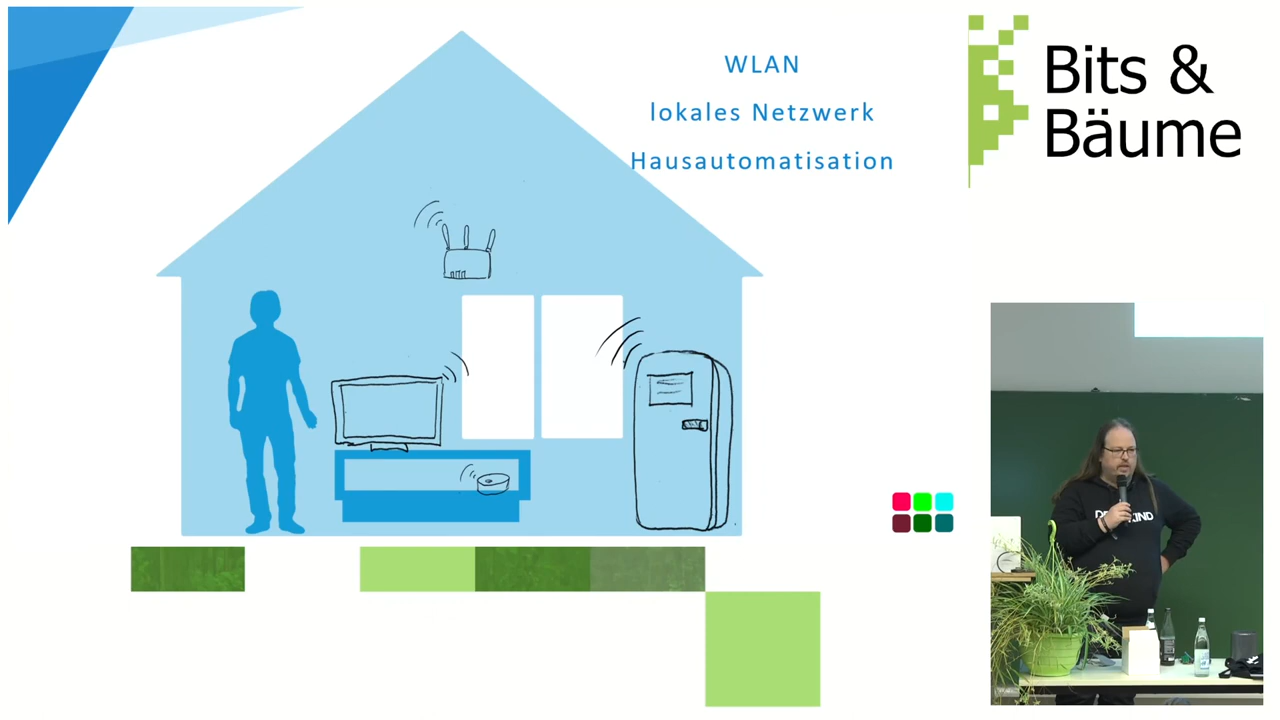 WLAN
lokales Netzwerk
Hausautomatisation
Bits &
Bäume